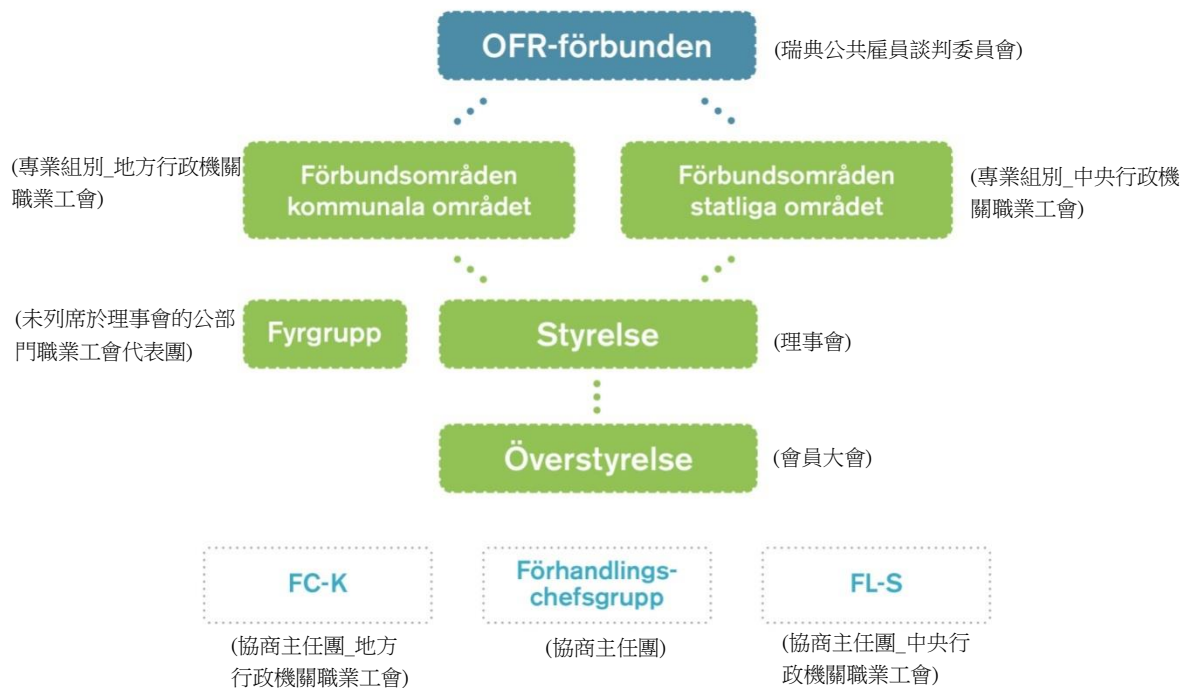 OFR-förbunden
(瑞典公共雇員談判委員會)
(專業組別_地方行政機關
職業工會)
Förbundsområden
kommunala området
Förbundsområden
statliga området
(專業組別_中央行政機
關職業工會)
(未列席於理事會的公部
門職業工會代表團)
Fyrgrupp
Styrelse
(理事會)
Överstyrelse
(會員大會)
FC-K
(協商主任團_地方
行政機關職業工會)
Förhandlings-
chefsgrupp
(協商主任團)
FL-S
(協商主任團_中央行
政機關職業工會)